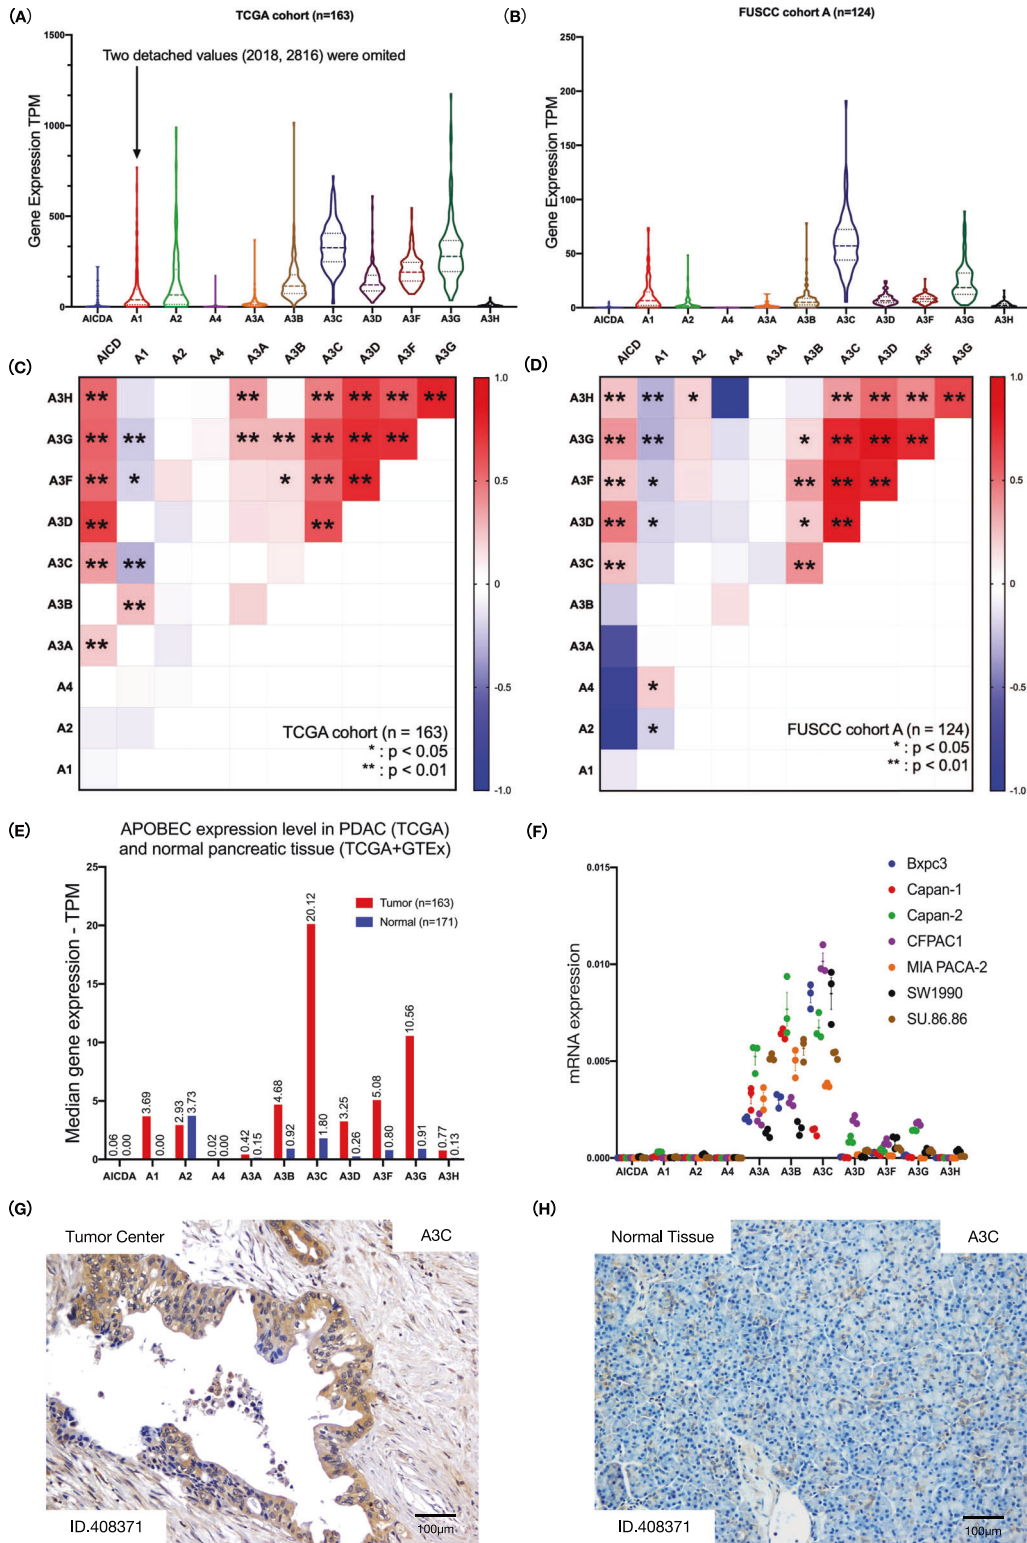 (A)
TCGA cohort (n=163)
Two detached values (2018, 2816) were omited
Gene Expression TPM
1500
1000
500
0
AICDA A1 A2 A4 A3A A3B A3C A3D A3F A3G A3H
(B)
FUSCC cohort A (n=124)
Gene Expression TPM
250
200
150
100
50
0
AICDA A1 A2 A4 A3A A3B A3C A3D A3F A3G A3H
(C)
AICD A1 A2 A4 A3A A3B A3C A3D A3F A3G
A3H ** ** ** ** ** **
A3G ** ** ** ** ** ** **
A3F ** * * ** **
A3D ** **
A3C ** **
A3B **
A3A **
A4
A2
A1
TCGA cohort (n = 163)
* : p < 0.05
** : p < 0.01
1.0
0.5
0
-0.5
-1.0
(D)
AICD A1 A2 A4 A3A A3B A3C A3D A3F A3G
A3H ** ** * ** ** ** **
A3G ** ** * ** ** **
A3F ** * ** ** **
A3D ** * * **
A3C ** **
A3B
A3A
A4 *
A2 *
A1
FUSCC cohort A (n = 124)
* : p < 0.05
** : p < 0.01
1.0
0.5
0
-0.5
-1.0
(E)
APOBEC expression level in PDAC (TCGA)
and normal pancreatic tissue (TCGA+GTEx)
Median gene expression - TPM
25
20
15
10
5
0
Tumor (n=163)
Normal (n=171)
0.06 0.00 3.69 0.00 2.93 3.73 0.02 0.00 0.42 0.15 4.68 0.92 20.12 1.80 3.25 0.26 5.08 0.80 10.56 0.91 0.77 0.13
AICDA A1 A2 A4 A3A A3B A3C A3D A3F A3G A3H
(F)
mRNA expression
0.015
0.010
0.005
0.000
Bxpc3
Capan-1
Capan-2
CFPAC1
MIA PACA-2
SW1990
SU.86.86
AICDA A1 A2 A4 A3A A3B A3C A3D A3F A3G A3H
(G)
Tumor Center
A3C
ID.408371
100μm
(H)
Normal Tissue
A3C
ID.408371
100μm